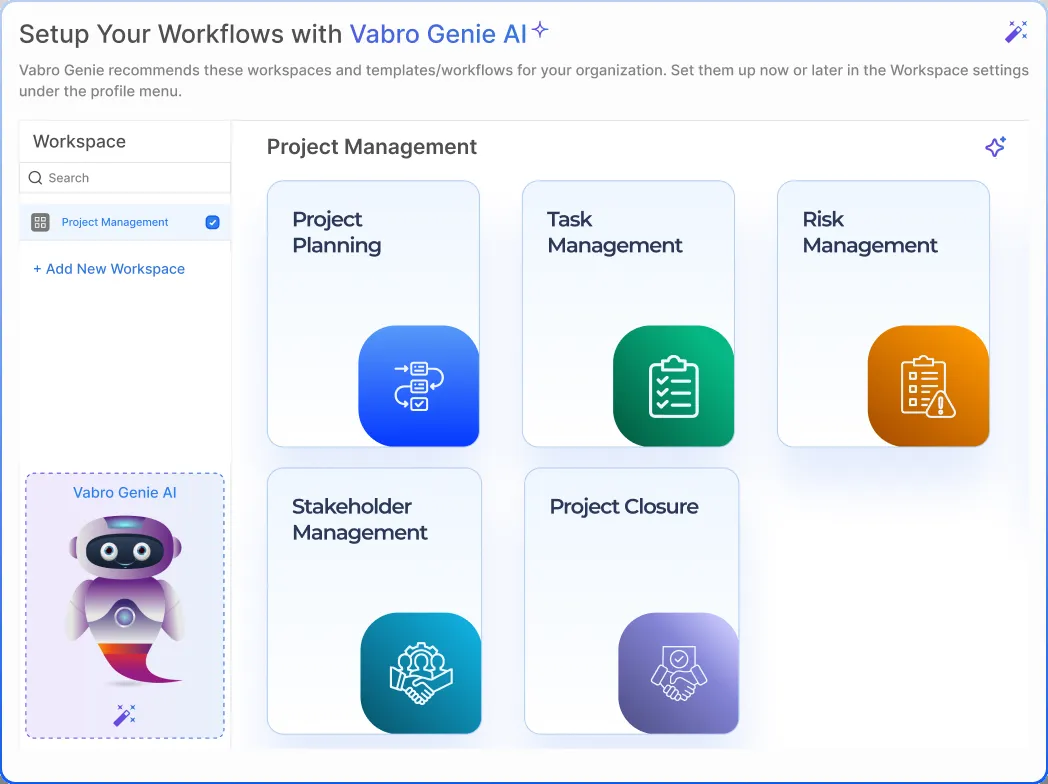 Setup Your Workflows with Vabro Genie AI
Vabro Genie recommends these workspaces and templates/workflows for your organization. Set them up now or later in the Workspace settings
under the profile menu.
Workspace
Search
Project Management
+ Add New Workspace
Vabro Genie AI
Project Management
Project
Planning
Task
Management
Risk
Management
Stakeholder
Management
Project Closure